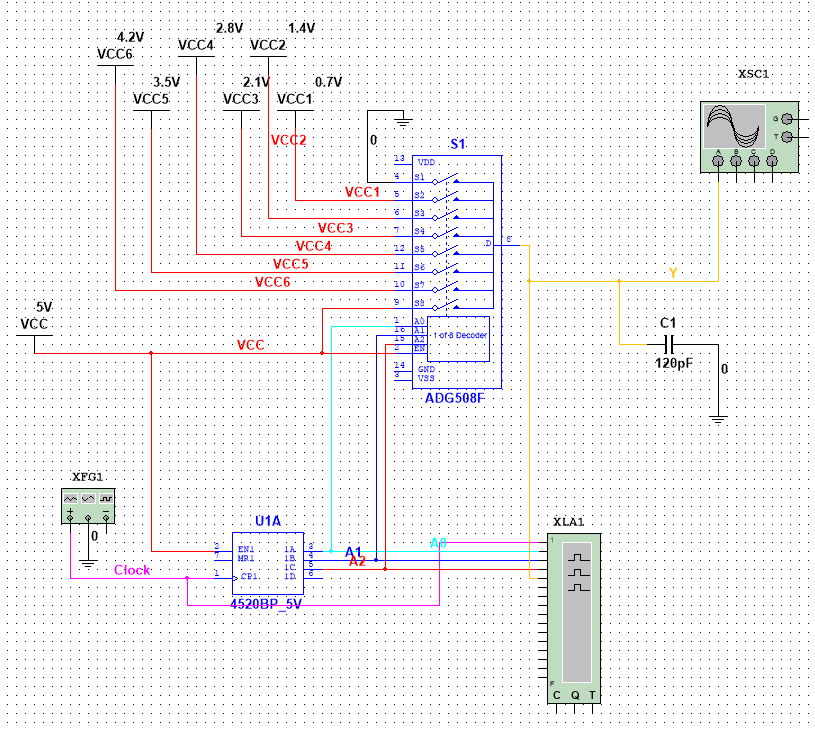 4.2V
VCC6
2.8V
VCC4
1.4V
VCC2
3.5V
VCC5
2.1V
VCC3
0.7V
VCC1
XSC1
G
T
A B C D
VCC2
0
S1
13 VDD
4 S1
VCC1
5 S2
6 S3
VCC3
7 S4
VCC4
12 S5
D 8
VCC5
11 S6
VCC6
10 S7
9 S8
Y
5V
VCC
1 A0
16 A1
15 A2
2 EN
1 of 8 Decoder
VCC
14 GND
3 VSS
ADG508F
C1
120pF
0
XFG1
+ −
0
U1A
2 EN1
7 MR1
1 CP1
1A 3
1B 4
1C 5
1D 6
4520BP_5V
Clock
A1
A2
XLA1
1
F
C Q T